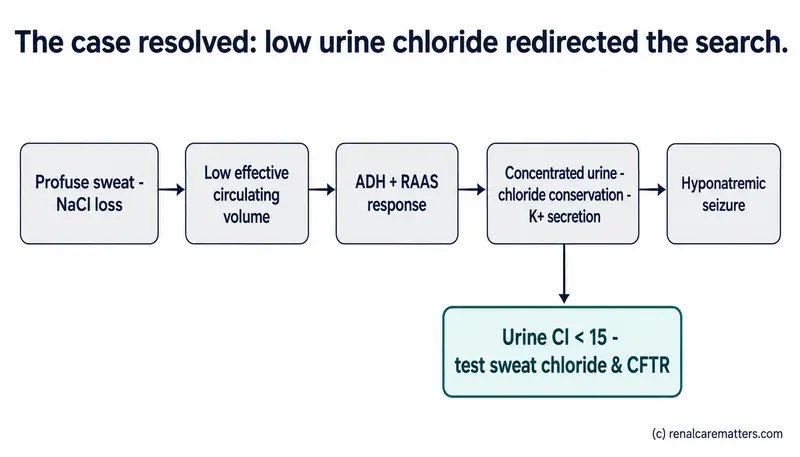 The case resolved: low urine chloride redirected the search.
Profuse sweat -
NaCl loss
Low effective
circulating
volume
ADH + RAAS
response
Concentrated urine -
chloride conservation -
K+ secretion
Hyponatremic
seizure
Urine Cl < 15 -
test sweat chloride & CFTR
(c) renalcarematters.com